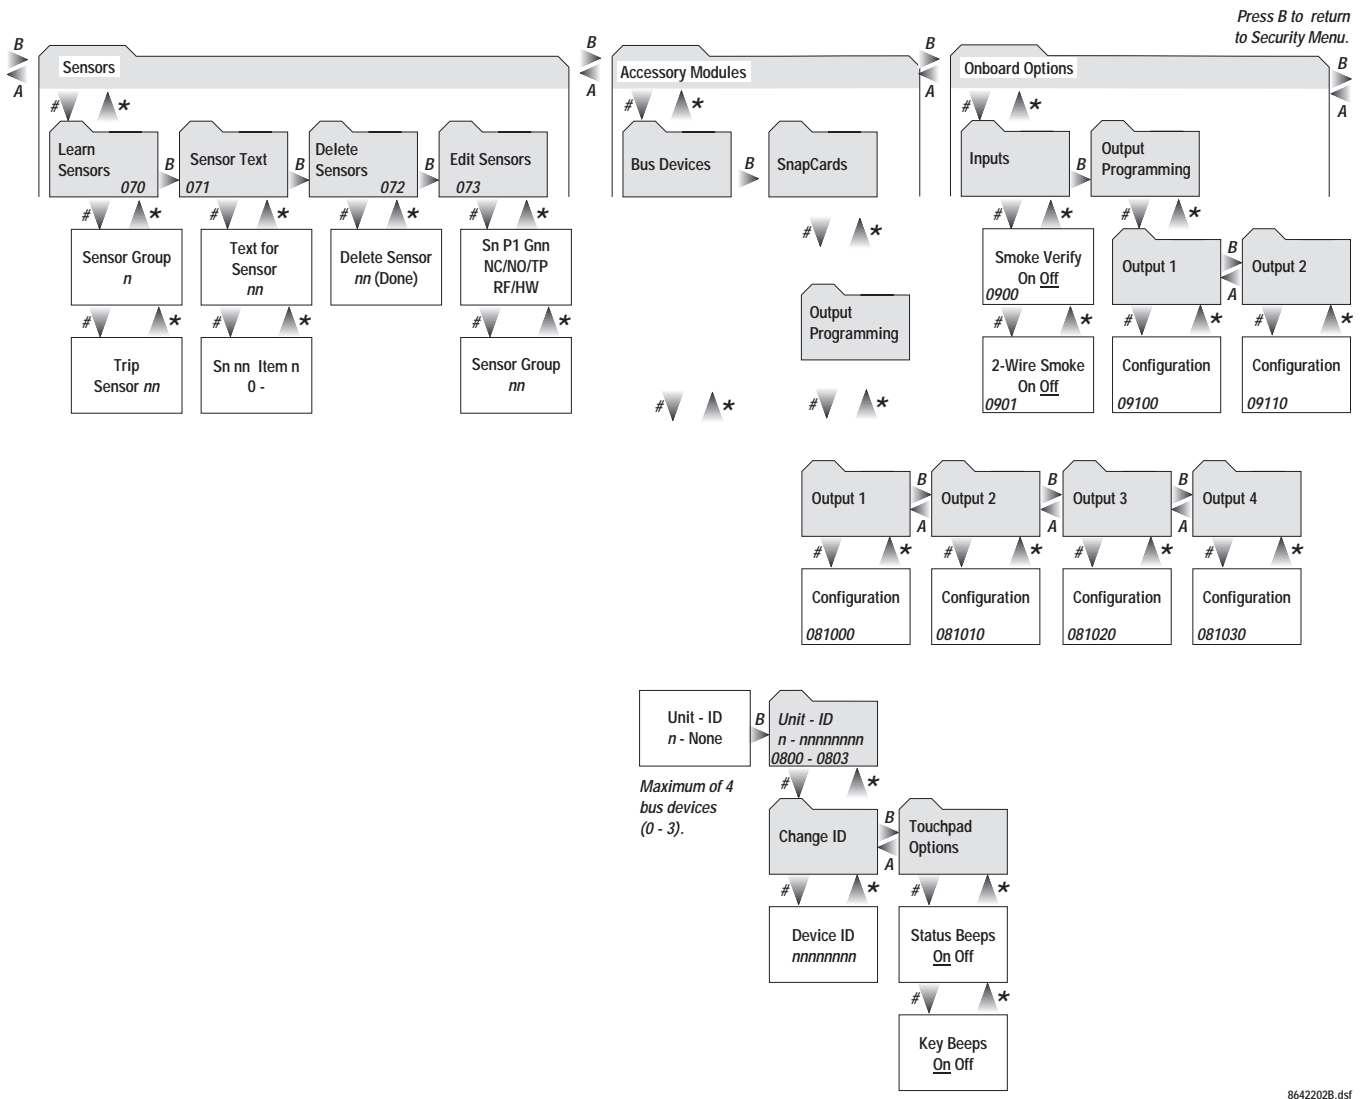 Press B to return
to Security Menu.
B
A
Sensors
B
A
Accessory Modules
B
A
Onboard Options
B
A
#
*
#
*
#
*
Learn
Sensors
070
B
Sensor Text
071
B
Delete
Sensors
072
B
Edit Sensors
073
Bus Devices
B
SnapCards
Inputs
B
Output
Programming
#
*
#
*
#
*
#
*
#
*
#
*
#
*
Sensor Group
n
Text for
Sensor
nn
Delete Sensor
nn (Done)
Sn P1 Gnn
NC/NO/TP
RF/HW
Smoke Verify
On Off
0900
Output 1
B
A
Output 2
#
*
#
*
#
*
#
*
#
*
#
*
Output
Programming
Trip
Sensor nn
Sn nn Item n
0 -
Sensor Group
nn
2-Wire Smoke
On Off
0901
Configuration
09100
Configuration
09110
#
*
#
*
Output 1
B
A
Output 2
B
A
Output 3
B
A
Output 4
#
*
#
*
#
*
#
*
Configuration
081000
Configuration
081010
Configuration
081020
Configuration
081030
Unit - ID
n - None
B
Unit - ID
n - nnnnnnnn
0800 - 0803
Maximum of 4
bus devices
(0 - 3).
#
*
Change ID
B
A
Touchpad
Options
#
*
#
*
Device ID
nnnnnnnn
Status Beeps
On Off
#
*
Key Beeps
On Off
8642202B.dsf